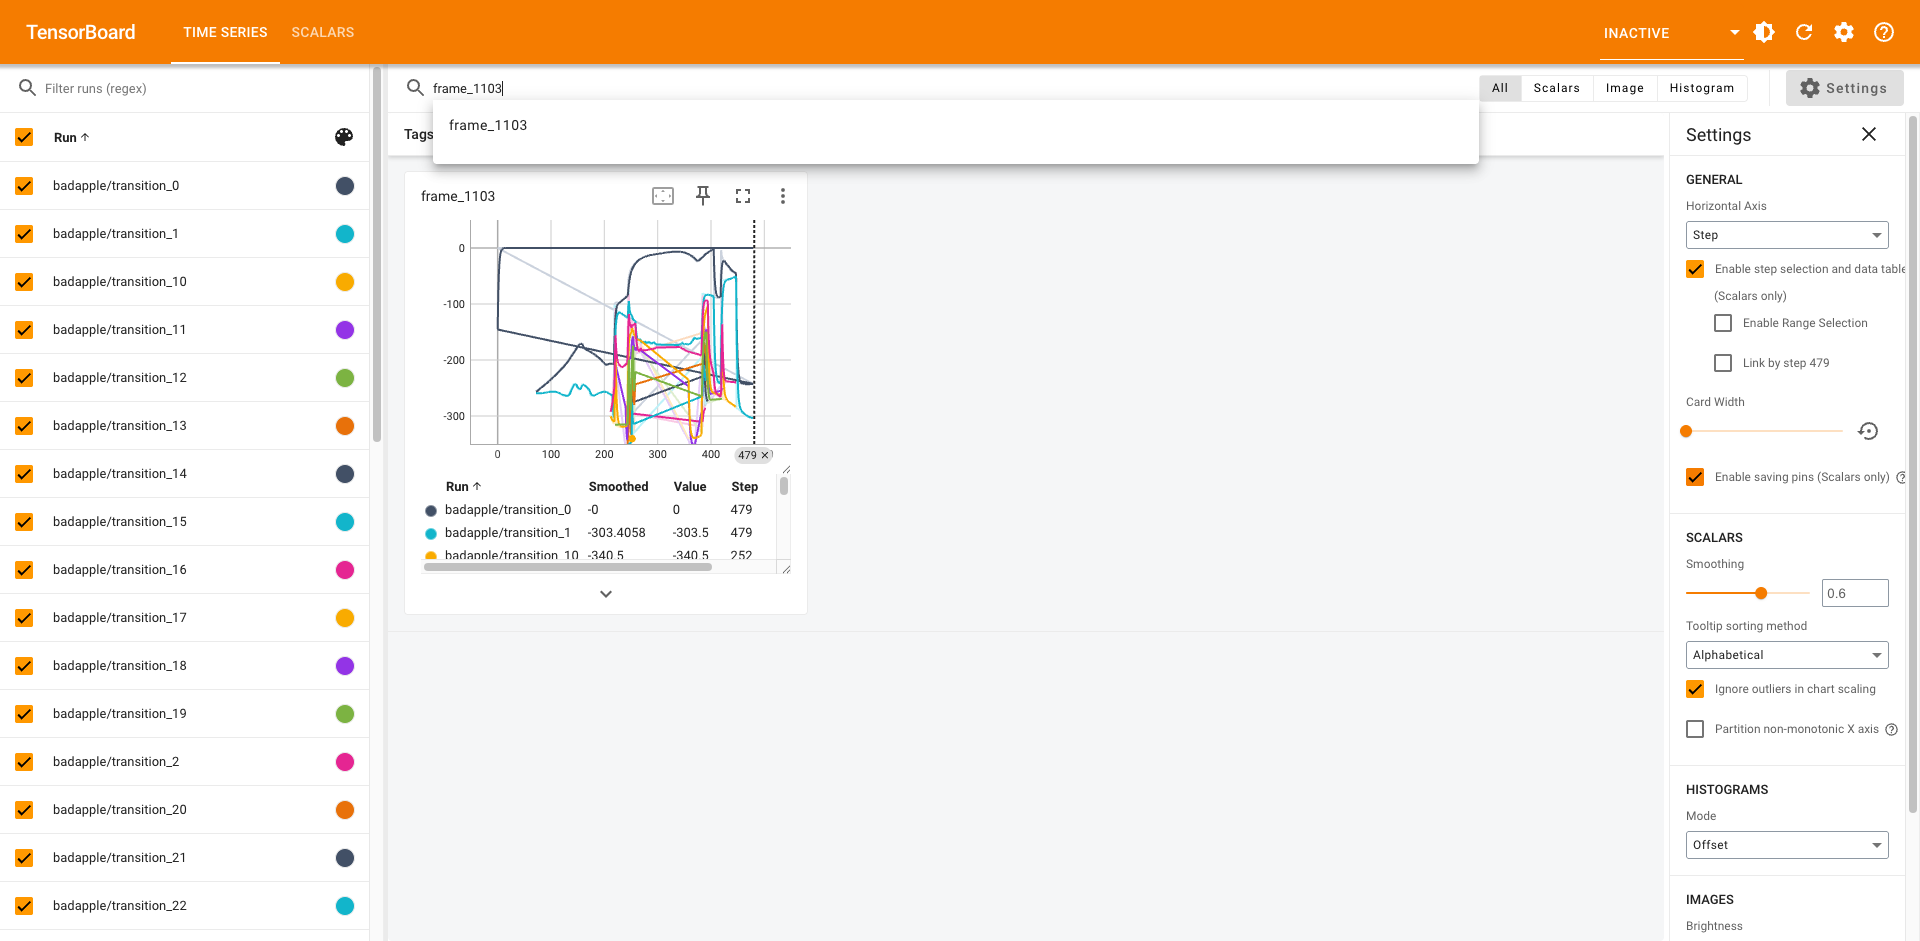 TensorBoard
TIME SERIES
SCALARS
INACTIVE
Filter runs (regex)
frame_1103
All
Scalars
Image
Histogram
Settings
frame_1103
Tags
Run
badapple/transition_0
badapple/transition_1
badapple/transition_10
badapple/transition_11
badapple/transition_12
badapple/transition_13
badapple/transition_14
badapple/transition_15
badapple/transition_16
badapple/transition_17
badapple/transition_18
badapple/transition_19
badapple/transition_2
badapple/transition_20
badapple/transition_21
badapple/transition_22
frame_1103
0
-100
-200
-300
0 100 200 300 400 479
Run Smoothed Value Step
badapple/transition_0 -0 0 479
badapple/transition_1 -303.4058 -303.5 479
badapple/transition_10 -340.5 -340.5 252
Settings
GENERAL
Horizontal Axis
Step
Enable step selection and data table
(Scalars only)
Enable Range Selection
Link by step 479
Card Width
Enable saving pins (Scalars only)
SCALARS
Smoothing
0.6
Tooltip sorting method
Alphabetical
Ignore outliers in chart scaling
Partition non-monotonic X axis
HISTOGRAMS
Mode
Offset
IMAGES
Brightness